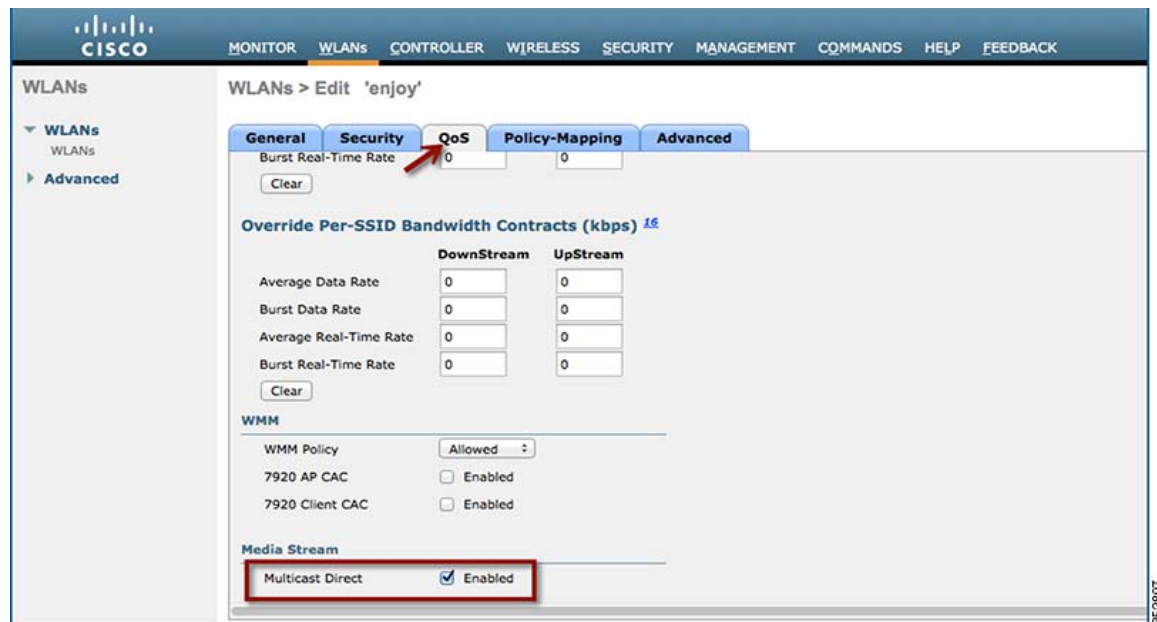 CISCO
MONITOR WLANs CONTROLLER WIRELESS SECURITY MANAGEMENT COMMANDS HELP FEEDBACK
WLANs
WLANs
WLANs
Advanced
WLANs > Edit 'enjoy'
General Security QoS Policy-Mapping Advanced
Burst Real-Time Rate 0 0
Clear
Override Per-SSID Bandwidth Contracts (kbps) 16
DownStream UpStream
Average Data Rate 0 0
Burst Data Rate 0 0
Average Real-Time Rate 0 0
Burst Real-Time Rate 0 0
Clear
WMM
WMM Policy Allowed
7920 AP CAC Enabled
7920 Client CAC Enabled
Media Stream
Multicast Direct Enabled